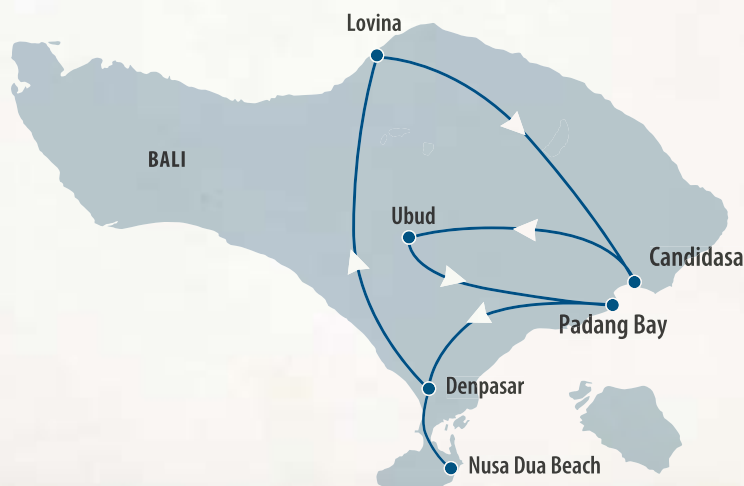 Lovina
BALI
Ubud
Candidasa
Padang Bay
Denpasar
Nusa Dua Beach